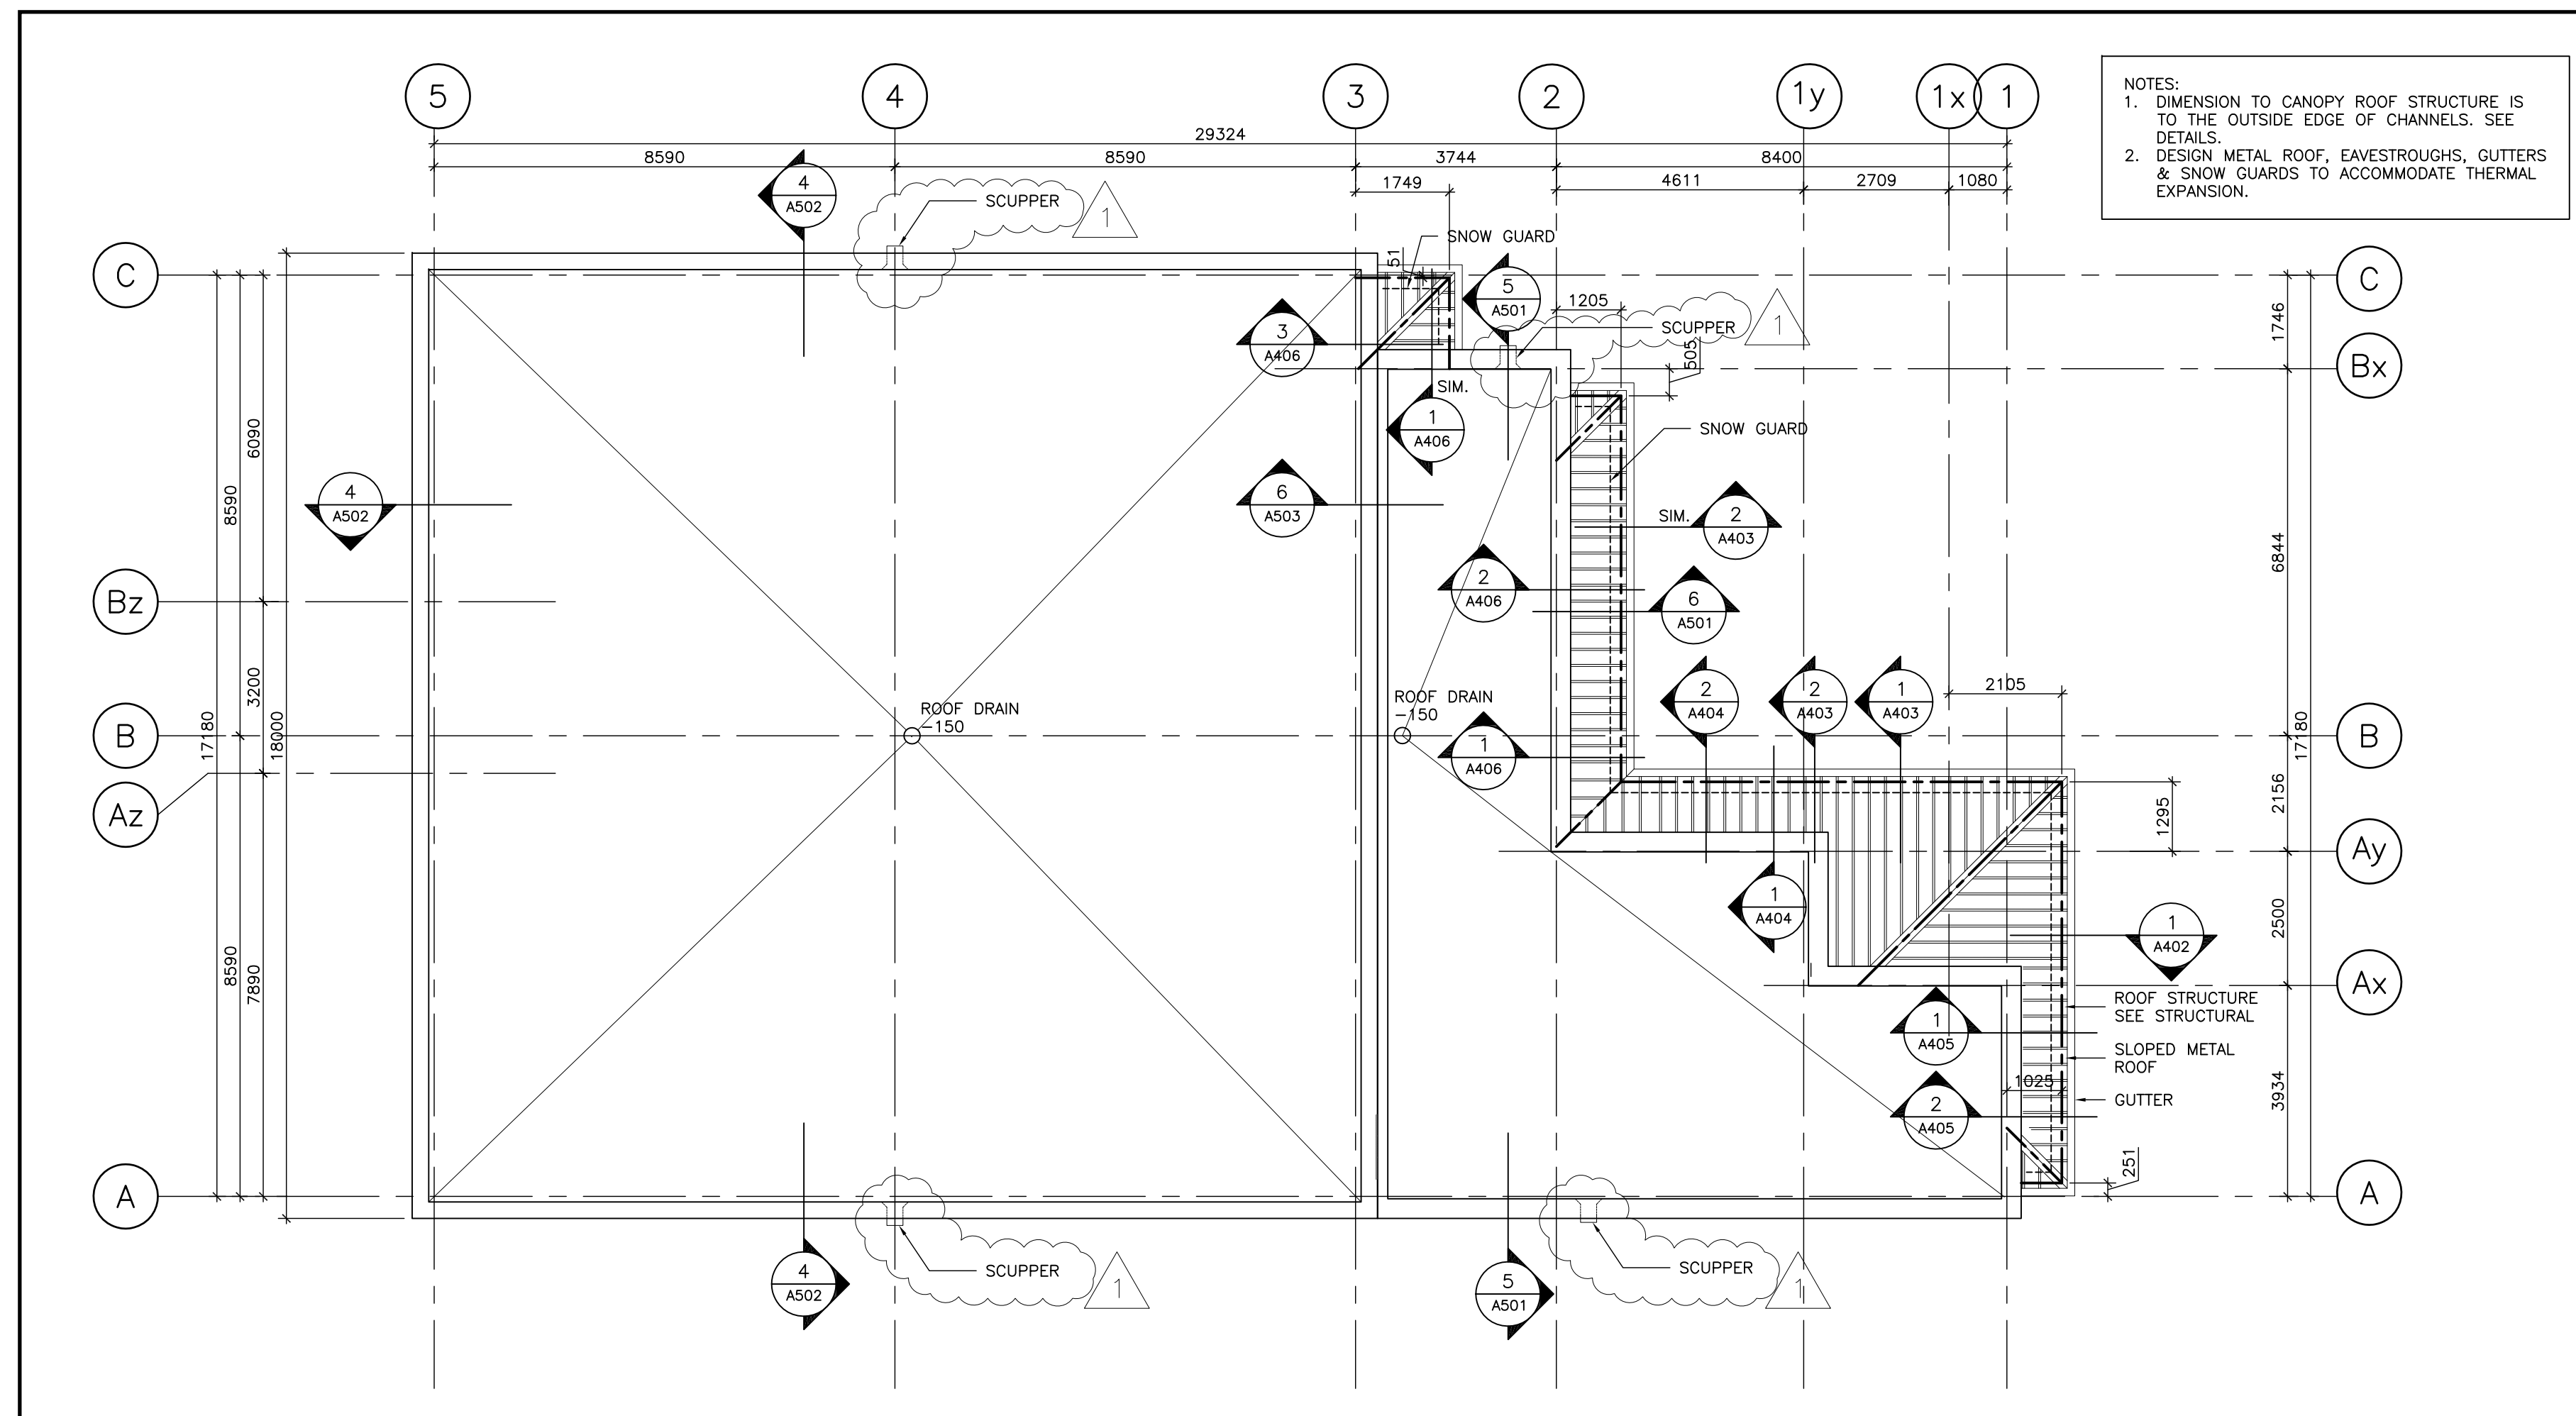 5
4
3
2
1y
1x
1
NOTES:
1. DIMENSION TO CANOPY ROOF STRUCTURE IS
TO THE OUTSIDE EDGE OF CHANNELS. SEE
DETAILS.
2. DESIGN METAL ROOF, EAVESTROUGHS, GUTTERS
& SNOW GUARDS TO ACCOMMODATE THERMAL
EXPANSION.
29324
8590
8590
3744
8400
1749
4611
2709
1080
4
A502
SCUPPER
1
SNOW GUARD
51
C
C
5
A501
1205
SCUPPER
1
505
1746
3
A406
Bx
SIM.
1
A406
SNOW GUARD
6090
8590
4
A502
6
A503
SIM.
2
A403
6844
2
A406
6
A501
Bz
3200
17180
18000
ROOF DRAIN
-150
ROOF DRAIN
-150
2
A404
2
A403
1
A403
2105
B
B
17180
1
A406
Az
2156
1295
Ay
1
A404
1
A402
2500
8590
7890
Ax
ROOF STRUCTURE
SEE STRUCTURAL
1
A405
SLOPED METAL
ROOF
1025
3934
GUTTER
2
A405
251
A
A
4
A502
SCUPPER
1
5
A501
SCUPPER
1